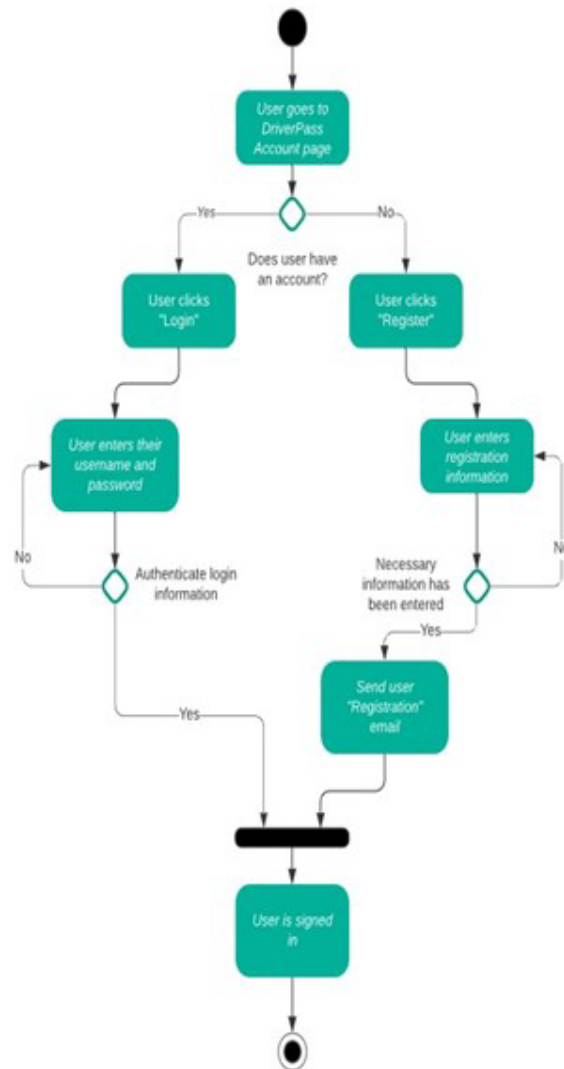 User goes to
DriverPass
Account page
Yes
No
Does user have
an account?
User clicks
"Login"
User clicks
"Register"
User enters their
username and
password
User enters
registration
information
No
Authenticate login
information
Necessary
information has
been entered
No
Yes
Send user
"Registration"
email
Yes
User is signed
in